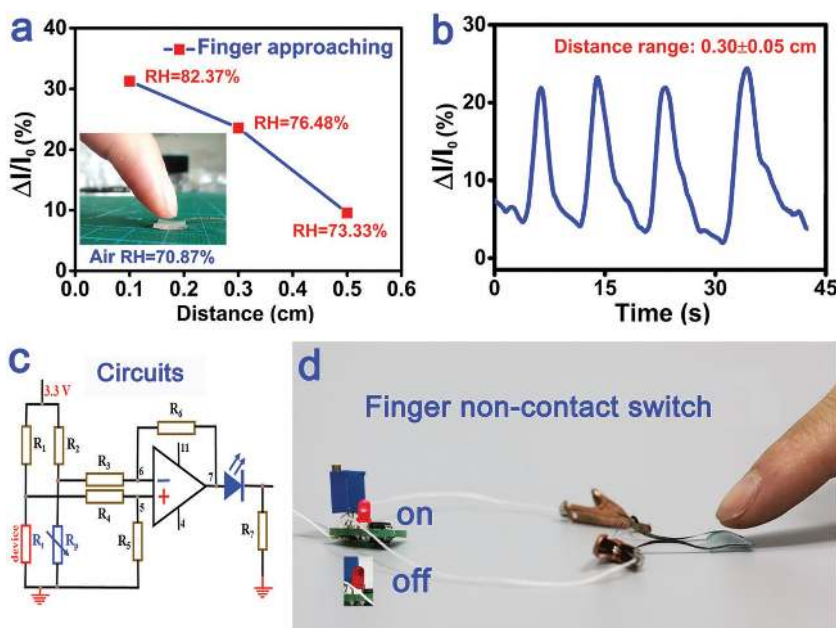 a
Finger approaching
RH=82.37%
RH=76.48%
RH=73.33%
Air RH=70.87%
ΔI/I₀ (%)
40
30
20
10
0
0.0 0.1 0.2 0.3 0.4 0.5 0.6
Distance (cm)
b
Distance range: 0.30±0.05 cm
ΔI/I₀ (%)
30
20
10
0
0 15 30 45
Time (s)
c
Circuits
3.3 V
R₁
R₂
R₃
R₄
R₅
R₆
R₇
R₉
device
6
5
7
11
4
−
+
d
Finger non-contact switch
on
off